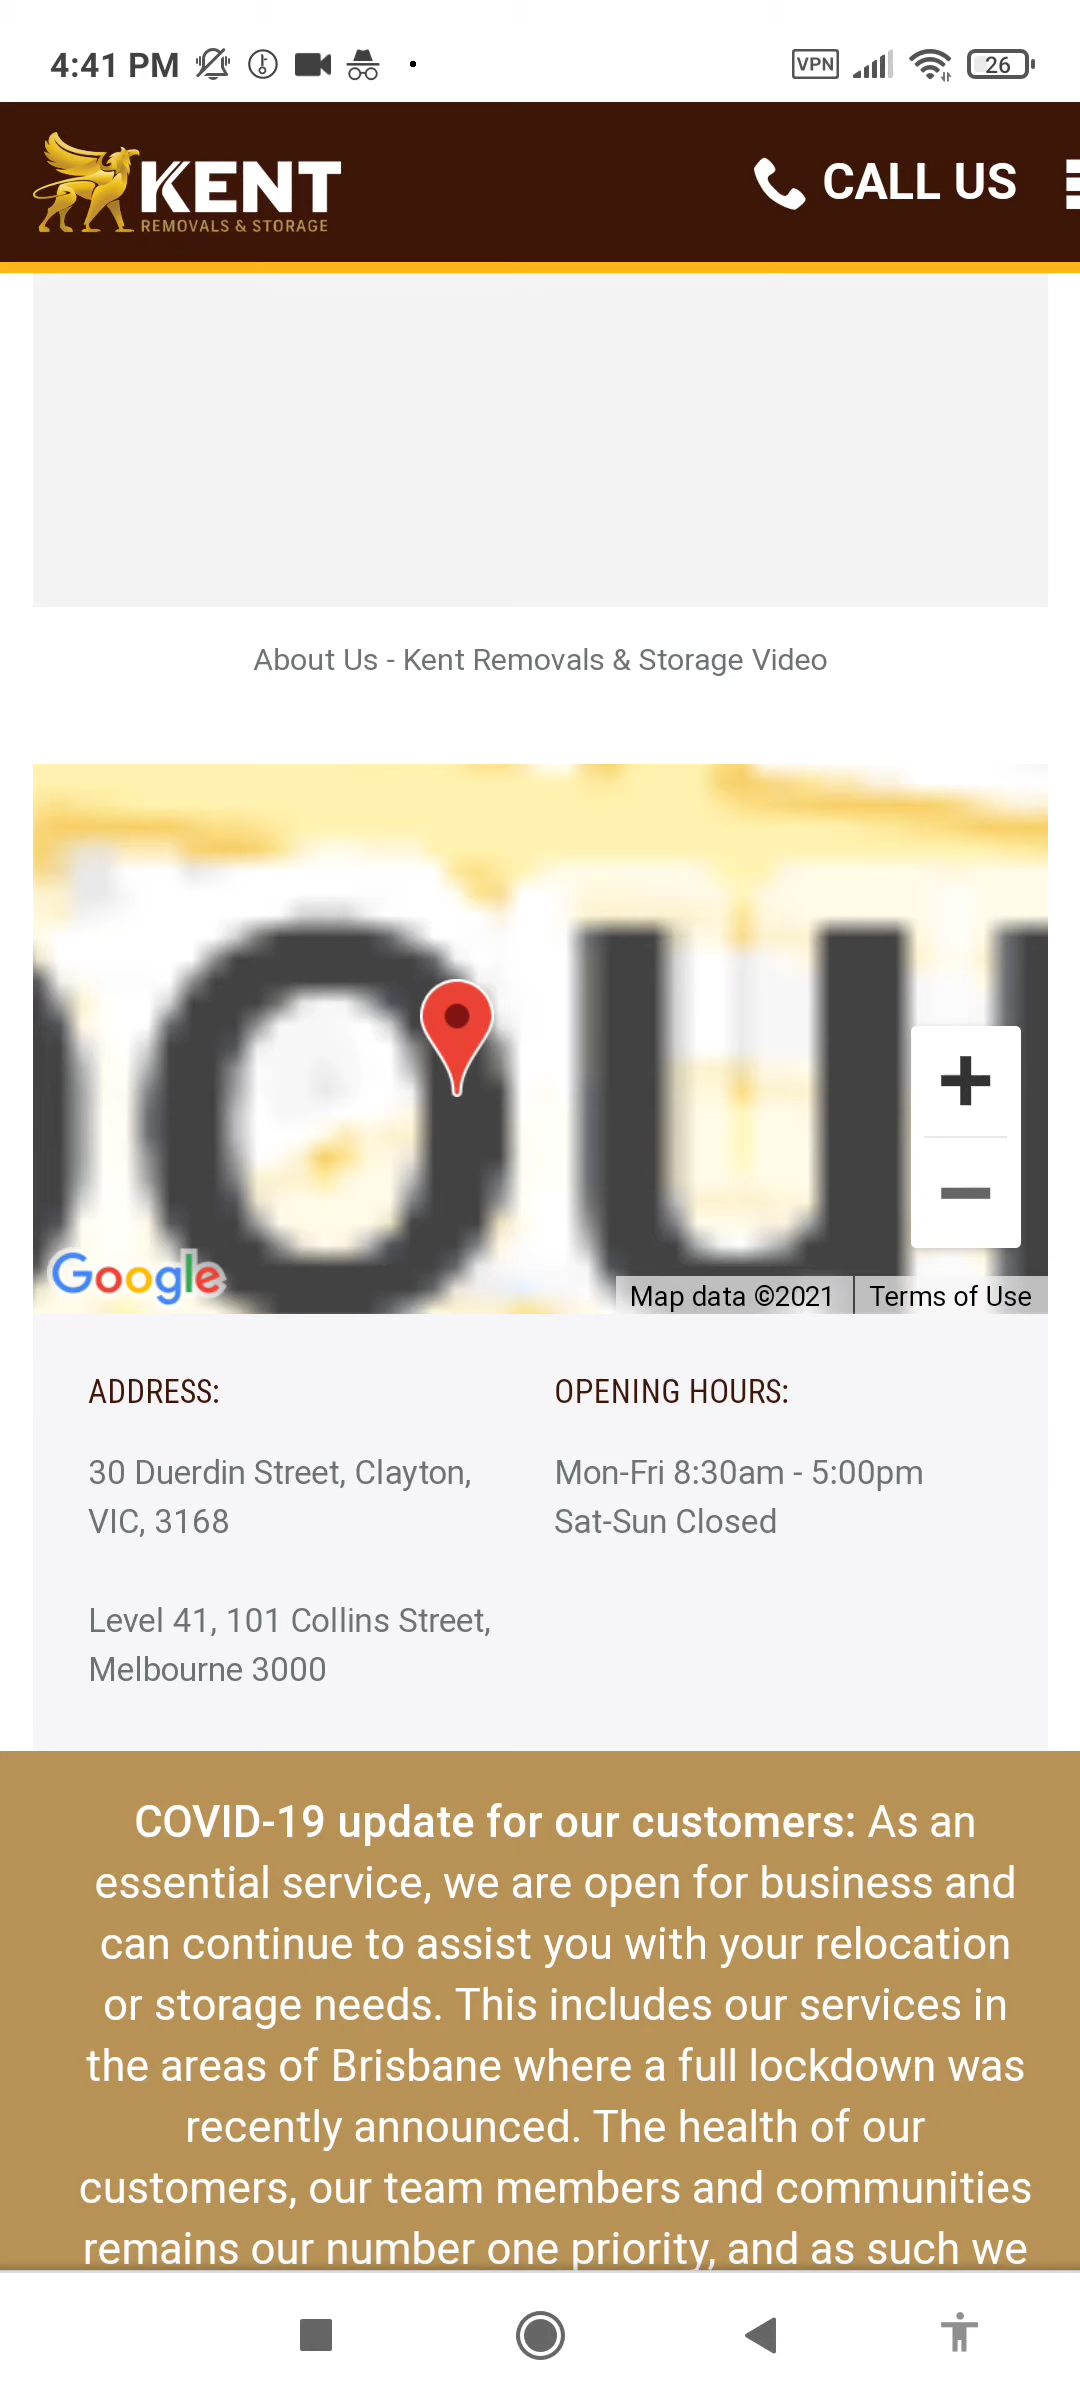 4:41 PM
VPN
26
KENT
REMOVALS & STORAGE
CALL US
About Us - Kent Removals & Storage Video
OU
Google
Map data ©2021
Terms of Use
ADDRESS:
30 Duerdin Street, Clayton,
VIC, 3168
Level 41, 101 Collins Street,
Melbourne 3000
OPENING HOURS:
Mon-Fri 8:30am - 5:00pm
Sat-Sun Closed
COVID-19 update for our customers: As an
essential service, we are open for business and
can continue to assist you with your relocation
or storage needs. This includes our services in
the areas of Brisbane where a full lockdown was
recently announced. The health of our
customers, our team members and communities
remains our number one priority, and as such we